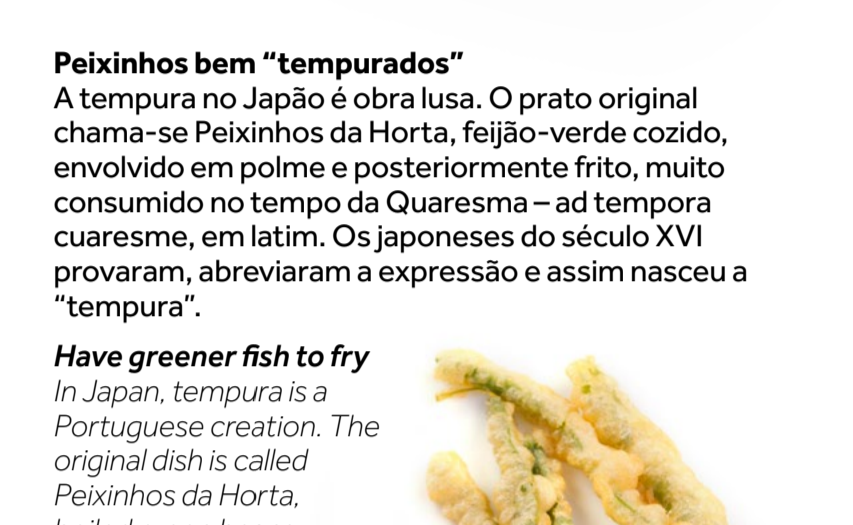 Peixinhos bem “tempurados”
A tempura no Japão é obra lusa. O prato original
chama-se Peixinhos da Horta, feijão-verde cozido,
envolvido em polme e posteriormente frito, muito
consumido no tempo da Quaresma – ad tempora
cuaresme, em latim. Os japoneses do século XVI
provaram, abreviaram a expressão e assim nasceu a
“tempura”.
Have greener fish to fry
In Japan, tempura is a
Portuguese creation. The
original dish is called
Peixinhos da Horta,